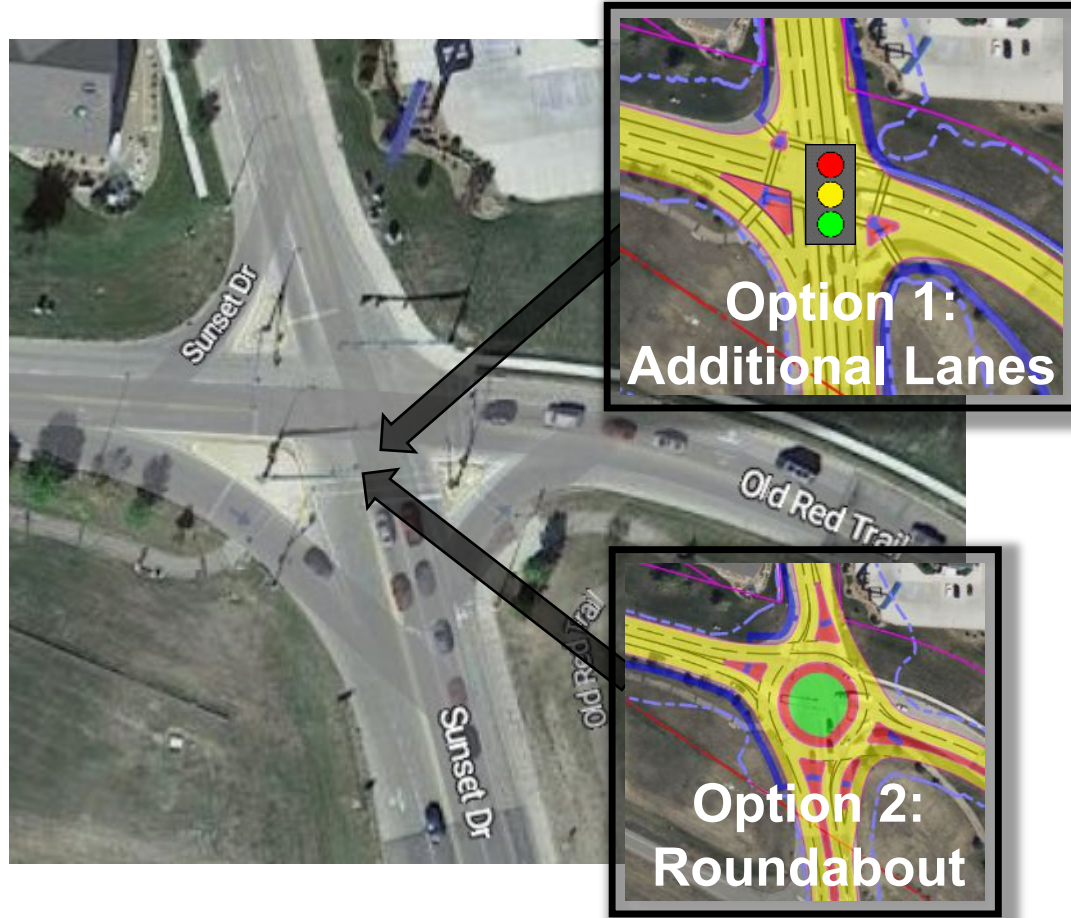 Sunset Dr
Old Red Trail
Old Red Trail
Sunset Dr
Option 1:
Additional Lanes
Option 2:
Roundabout